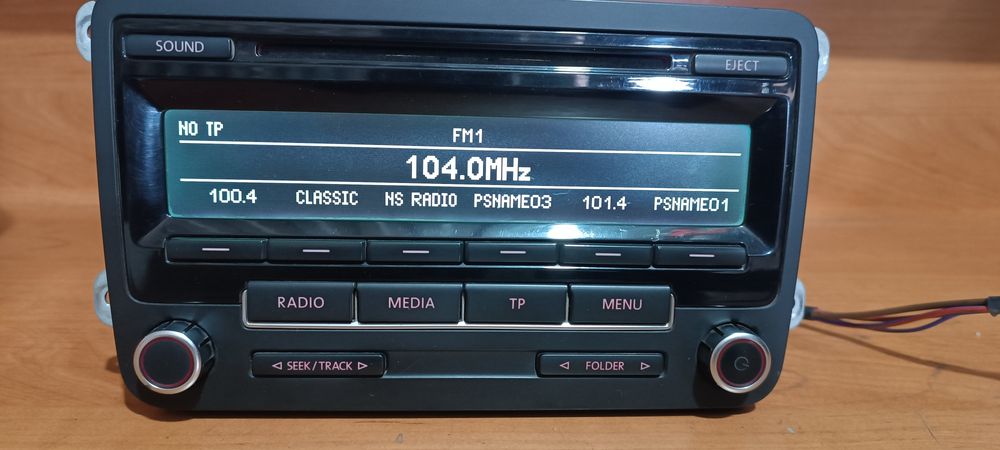 SOUND
EJECT
NO TP
FM1
104.0MHz
100.4 CLASSIC NS RADIO PSNAME03 101.4 PSNAME01
RADIO MEDIA TP MENU
SEEK/TRACK FOLDER